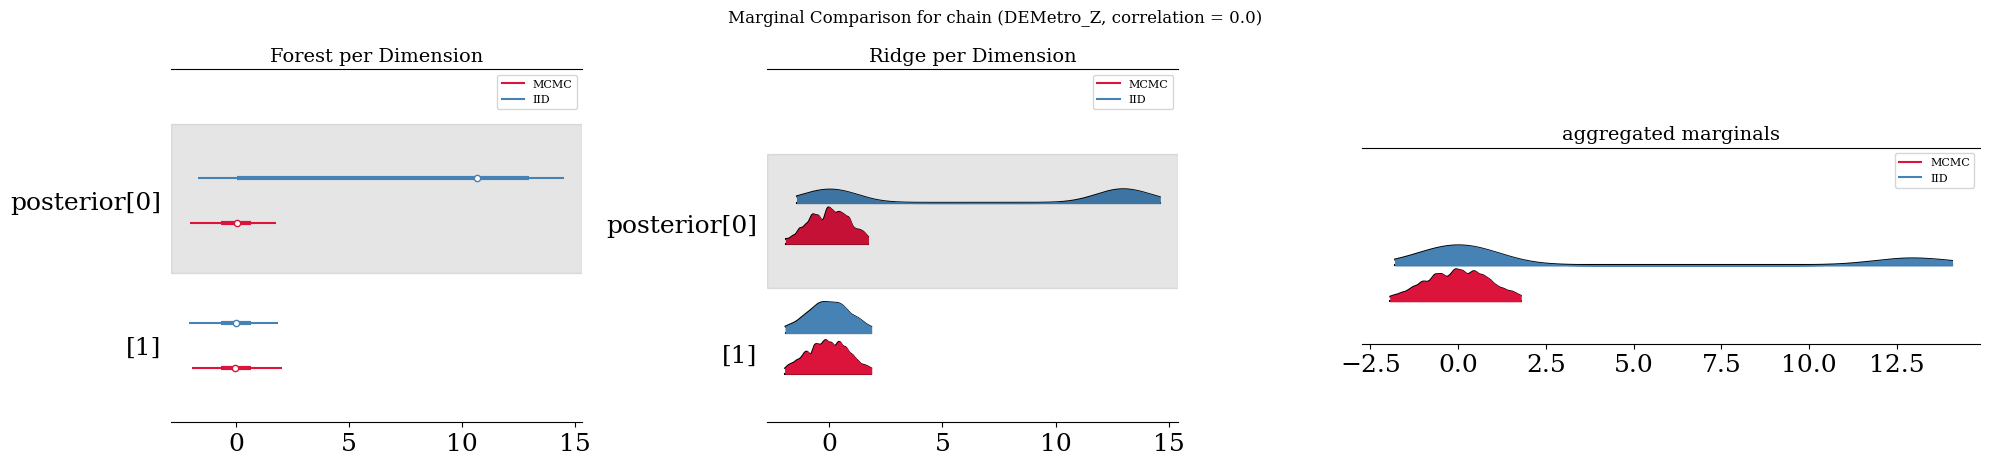 Marginal Comparison for chain (DEMetro_Z, correlation = 0.0)
Forest per Dimension
MCMC
IID
posterior[0]
[1]
0 5 10 15
Ridge per Dimension
MCMC
IID
posterior[0]
[1]
0 5 10 15
aggregated marginals
MCMC
IID
−2.5 0.0 2.5 5.0 7.5 10.0 12.5